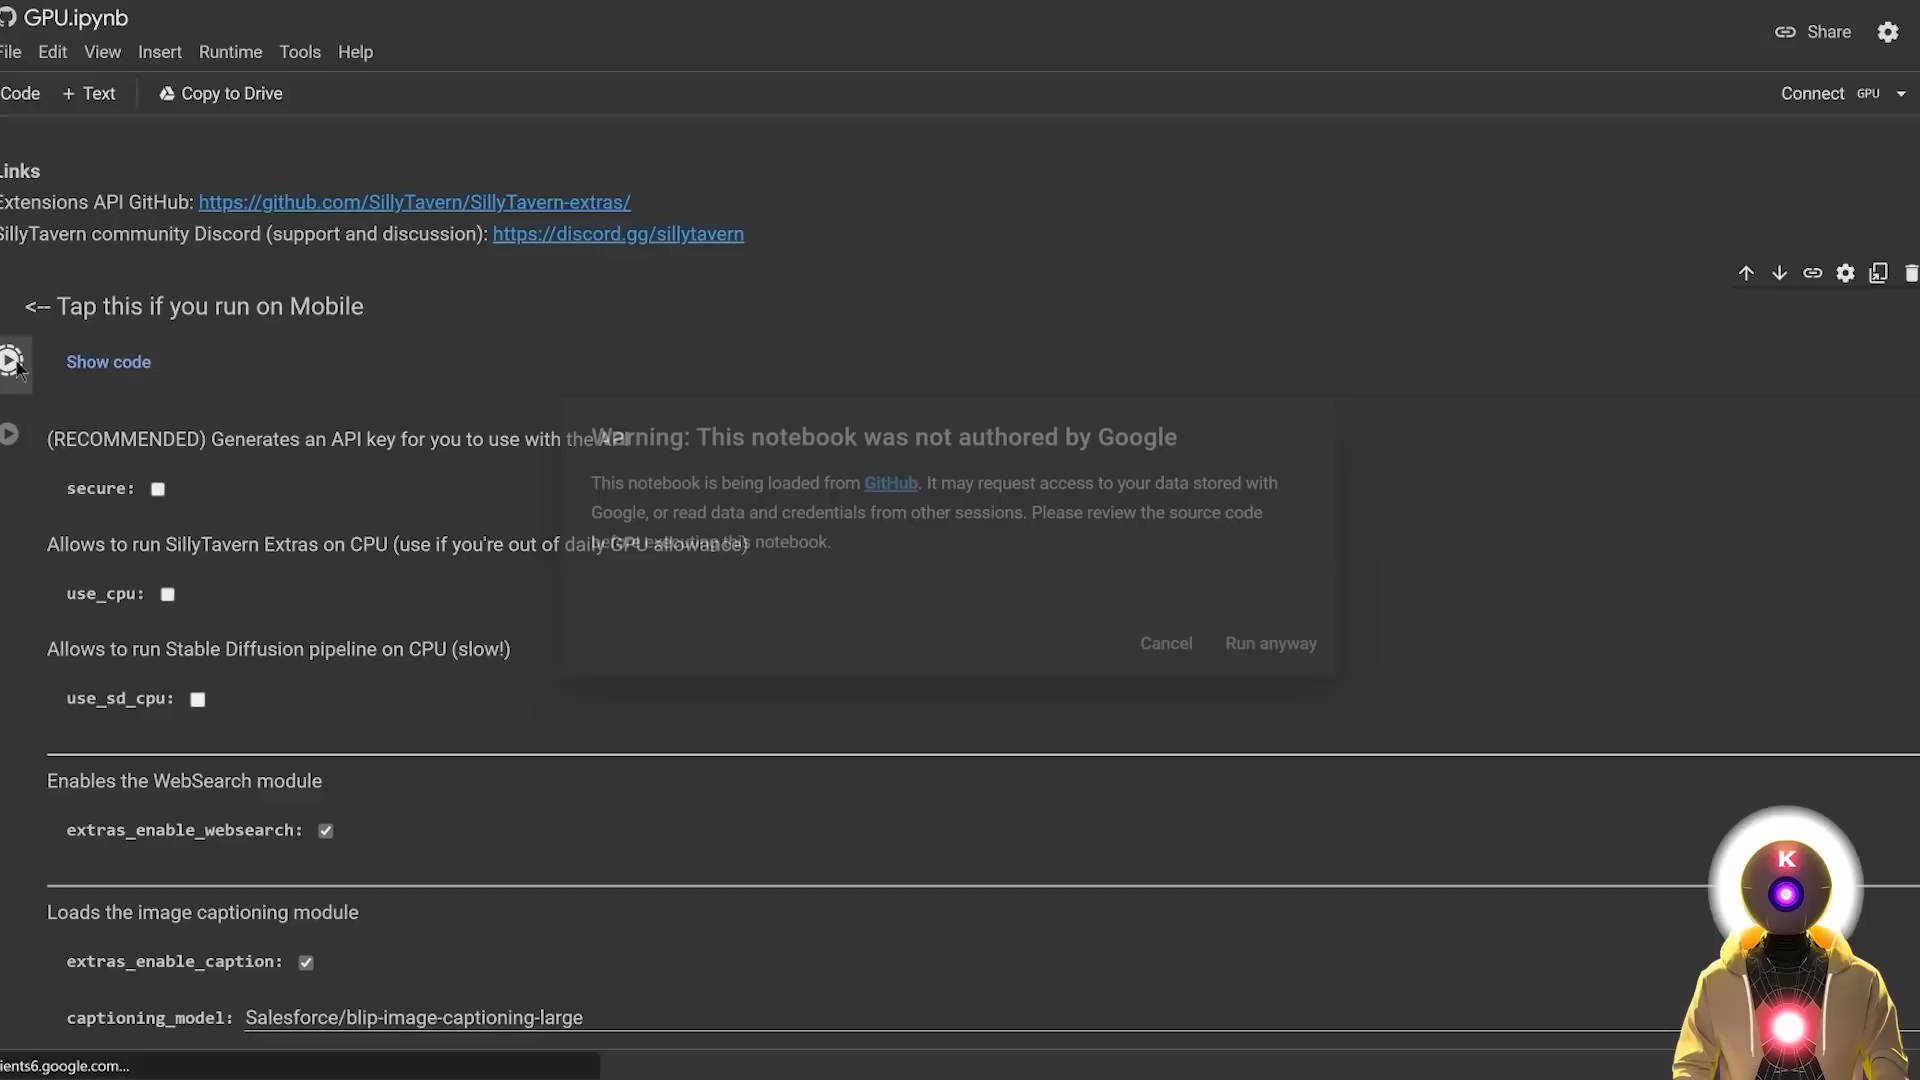 GPU.ipynb
File Edit View Insert Runtime Tools Help
Share
Code + Text Copy to Drive
Connect GPU
Links
Extensions API GitHub: https://github.com/SillyTavern/SillyTavern-extras/
SillyTavern community Discord (support and discussion): https://discord.gg/sillytavern
<-- Tap this if you run on Mobile
Show code
(RECOMMENDED) Generates an API key for you to use with the API
Warning: This notebook was not authored by Google
This notebook is being loaded from GitHub. It may request access to your data stored with
Google, or read data and credentials from other sessions. Please review the source code
before executing this notebook.
Cancel Run anyway
secure:
Allows to run SillyTavern Extras on CPU (use if you're out of daily GPU allowance)
use_cpu:
Allows to run Stable Diffusion pipeline on CPU (slow!)
use_sd_cpu:
Enables the WebSearch module
extras_enable_websearch:
Loads the image captioning module
extras_enable_caption:
captioning_model: Salesforce/blip-image-captioning-large
K
ients6.google.com...